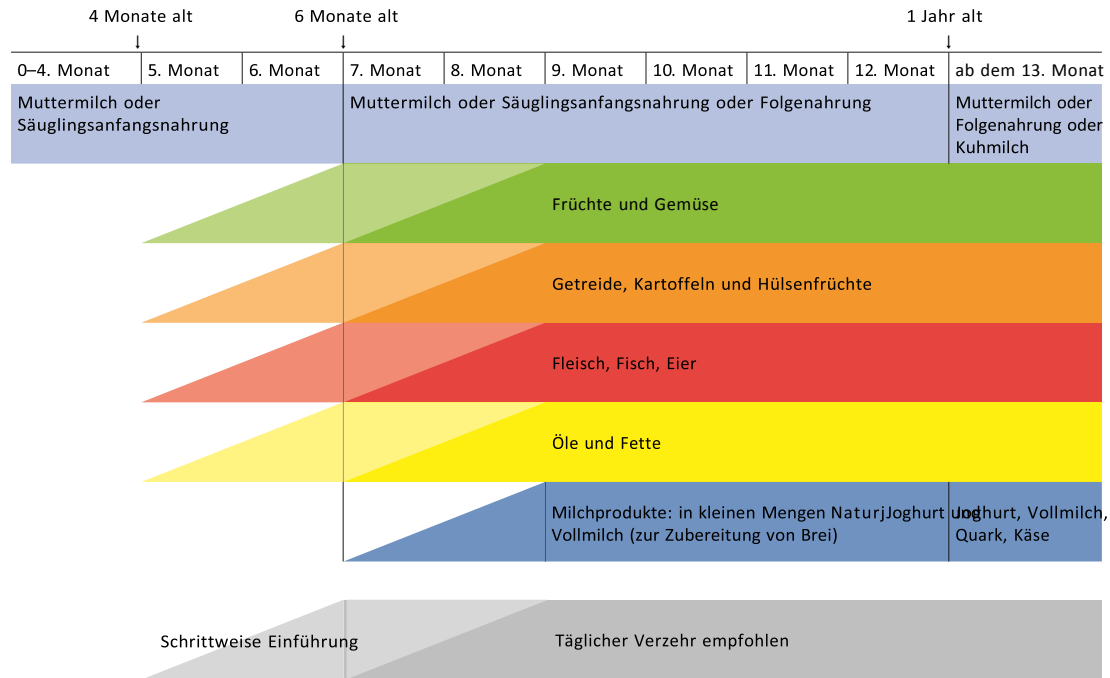 4 Monate alt 6 Monate alt 1 Jahr alt
0–4. Monat 5. Monat 6. Monat 7. Monat 8. Monat 9. Monat 10. Monat 11. Monat 12. Monat ab dem 13. Monat
Muttermilch oder
Säuglingsanfangsnahrung
Muttermilch oder Säuglingsanfangsnahrung oder Folgenahrung
Muttermilch oder
Folgenahrung oder
Kuhmilch
Früchte und Gemüse
Getreide, Kartoffeln und Hülsenfrüchte
Fleisch, Fisch, Eier
Öle und Fette
Milchprodukte: in kleinen Mengen NaturjJoghurt und
Vollmilch (zur Zubereitung von Brei)
Joghurt, Vollmilch,
Quark, Käse
Schrittweise Einführung
Täglicher Verzehr empfohlen